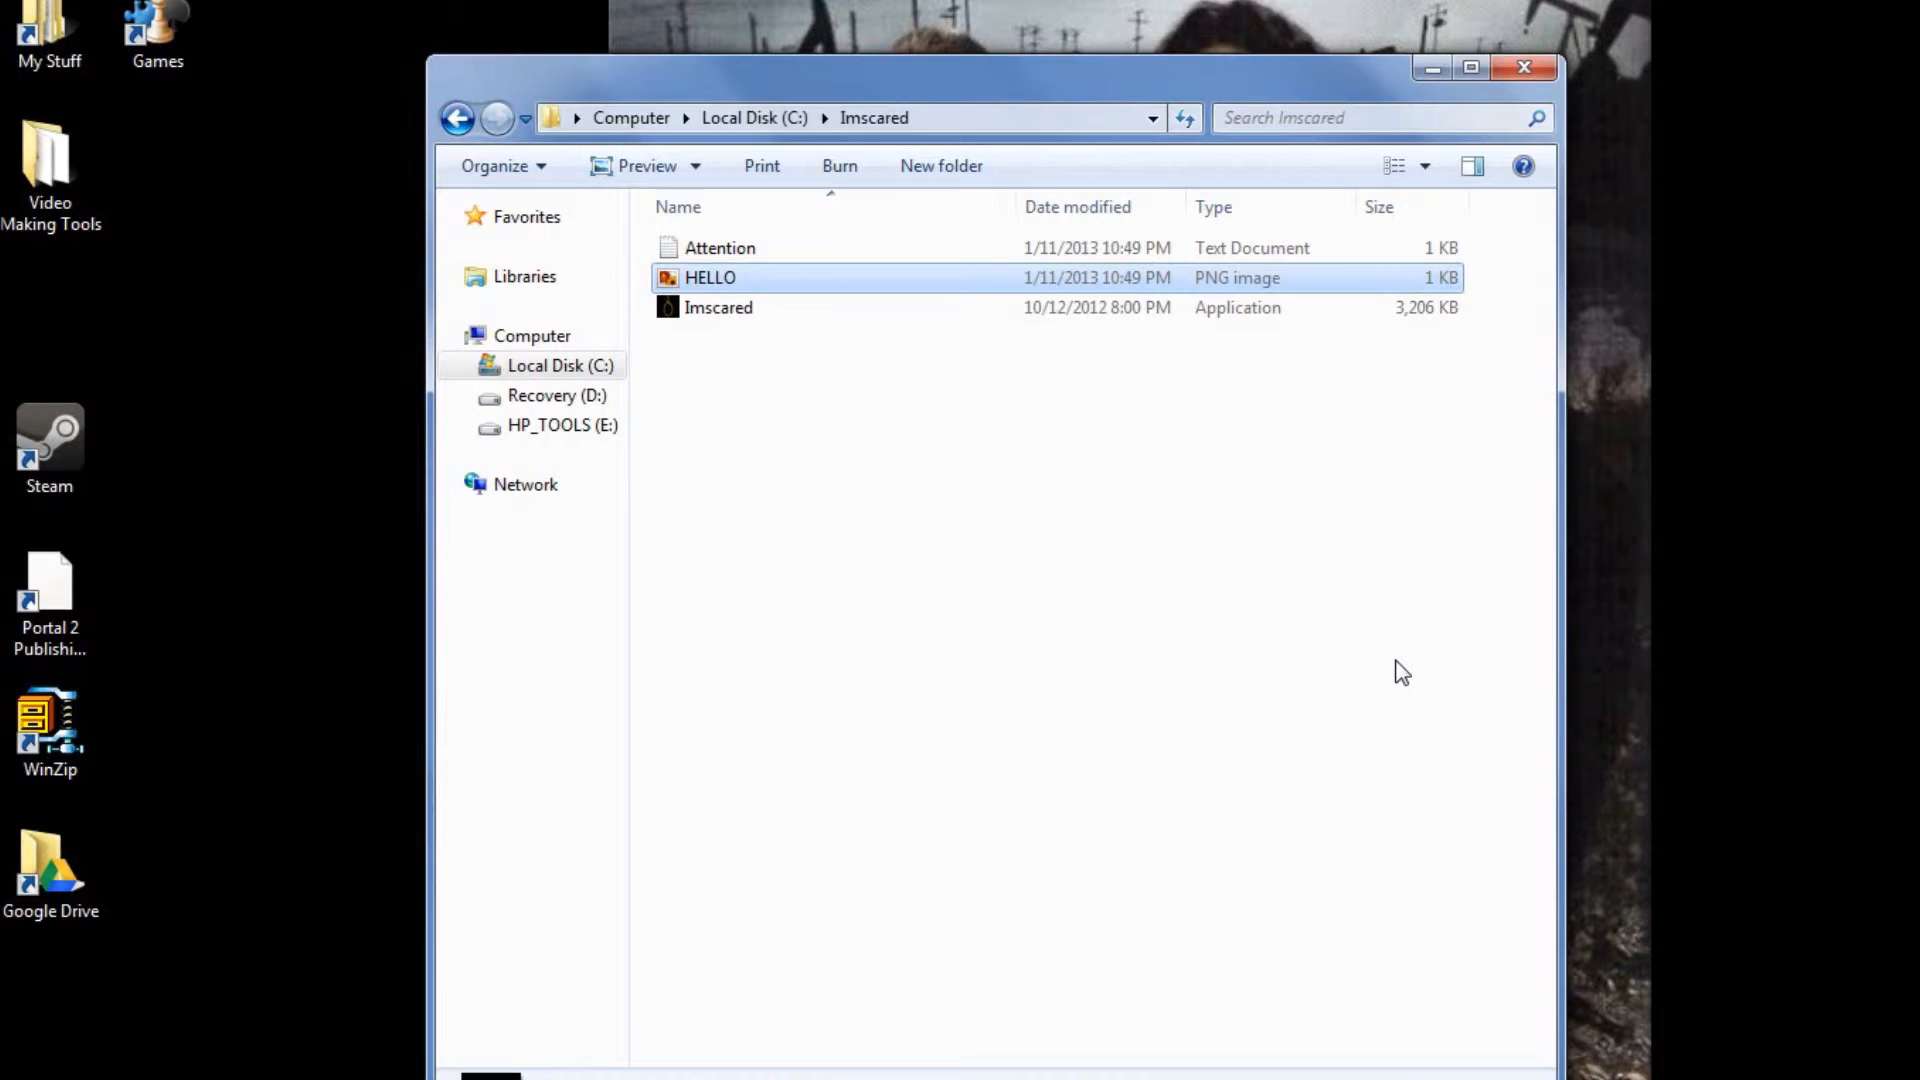 My Stuff
Games
Video
Making Tools
Steam
Portal 2
Publishi...
WinZip
Google Drive
Computer Local Disk (C:) Imscared
Search Imscared
Organize Preview Print Burn New folder
Name Date modified Type Size
Attention 1/11/2013 10:49 PM Text Document 1 KB
HELLO 1/11/2013 10:49 PM PNG image 1 KB
Imscared 10/12/2012 8:00 PM Application 3,206 KB
Favorites
Libraries
Computer
Local Disk (C:)
Recovery (D:)
HP_TOOLS (E:)
Network